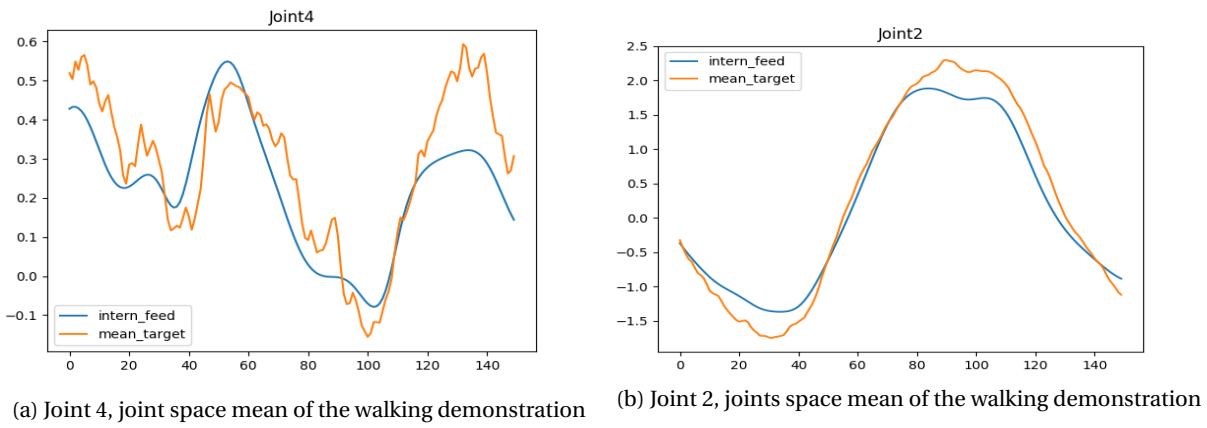 Joint4
0.6
0.5
0.4
0.3
0.2
0.1
0.0
−0.1
intern_feed
mean_target
0 20 40 60 80 100 120 140
(a) Joint 4, joint space mean of the walking demonstration
Joint2
2.5
2.0
1.5
1.0
0.5
0.0
−0.5
−1.0
−1.5
intern_feed
mean_target
0 20 40 60 80 100 120 140
(b) Joint 2, joints space mean of the walking demonstration